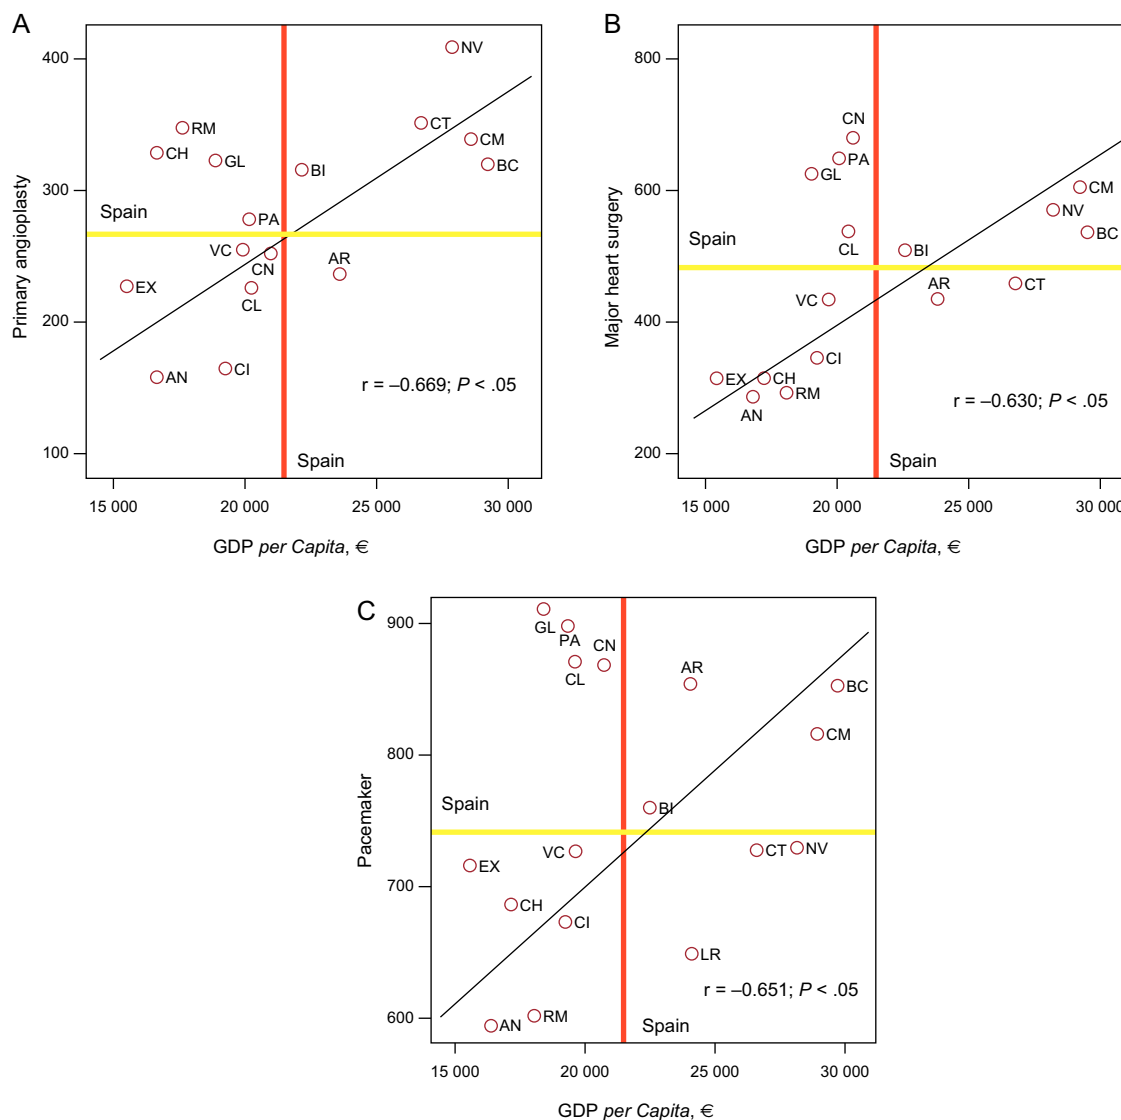 A
Primary angioplasty
400
300
200
100
NV
RM
CT
CH
CM
GL
BI
BC
Spain
PA
VC
CN
AR
EX
CL
CI
AN
r = –0.669; P < .05
Spain
15 000
20 000
25 000
30 000
GDP per Capita, €
B
Major heart surgery
800
600
400
200
CN
PA
GL
CM
NV
Spain
CL
BI
BC
AR
CT
VC
CI
EX
CH
RM
AN
r = –0.630; P < .05
Spain
15 000
20 000
25 000
30 000
GDP per Capita, €
C
Pacemaker
900
800
700
600
GL
PA
CN
CL
AR
BC
CM
Spain
BI
VC
CT
NV
EX
CH
CI
LR
r = –0.651; P < .05
AN
RM
Spain
15 000
20 000
25 000
30 000
GDP per Capita, €